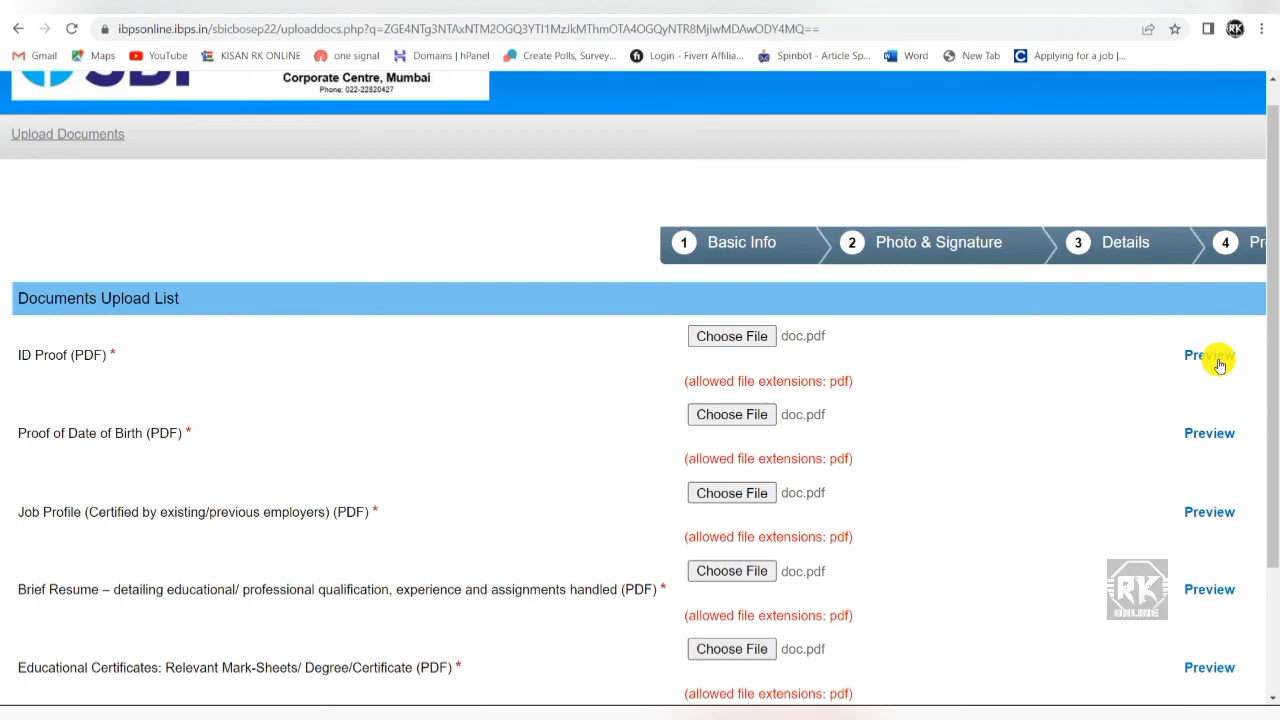 ibpsonline.ibps.in/sbicbosep22/uploaddocs.php?q=ZGE4NTg3NTAxNTM2OGQ3YTI1MzJkMThmOTA4OGQyNTR8MjIwMDAwODY4MQ==
Gmail Maps YouTube KISAN RK ONLINE one signal Domains | hPanel Create Polls, Survey... Login - Fiverr Affilia... Spinbot - Article Sp... Word New Tab Applying for a job |...
SBI
Corporate Centre, Mumbai
Phone: 022-22820427
Upload Documents
1 Basic Info 2 Photo & Signature 3 Details 4 Pr
Documents Upload List
Choose File doc.pdf
ID Proof (PDF) * Preview
(allowed file extensions: pdf)
Choose File doc.pdf
Proof of Date of Birth (PDF) * Preview
(allowed file extensions: pdf)
Choose File doc.pdf
Job Profile (Certified by existing/previous employers) (PDF) * Preview
(allowed file extensions: pdf)
Choose File doc.pdf
Brief Resume – detailing educational/ professional qualification, experience and assignments handled (PDF) * Preview
(allowed file extensions: pdf)
RK
ONLINE
Choose File doc.pdf
Educational Certificates: Relevant Mark-Sheets/ Degree/Certificate (PDF) * Preview
(allowed file extensions: pdf)